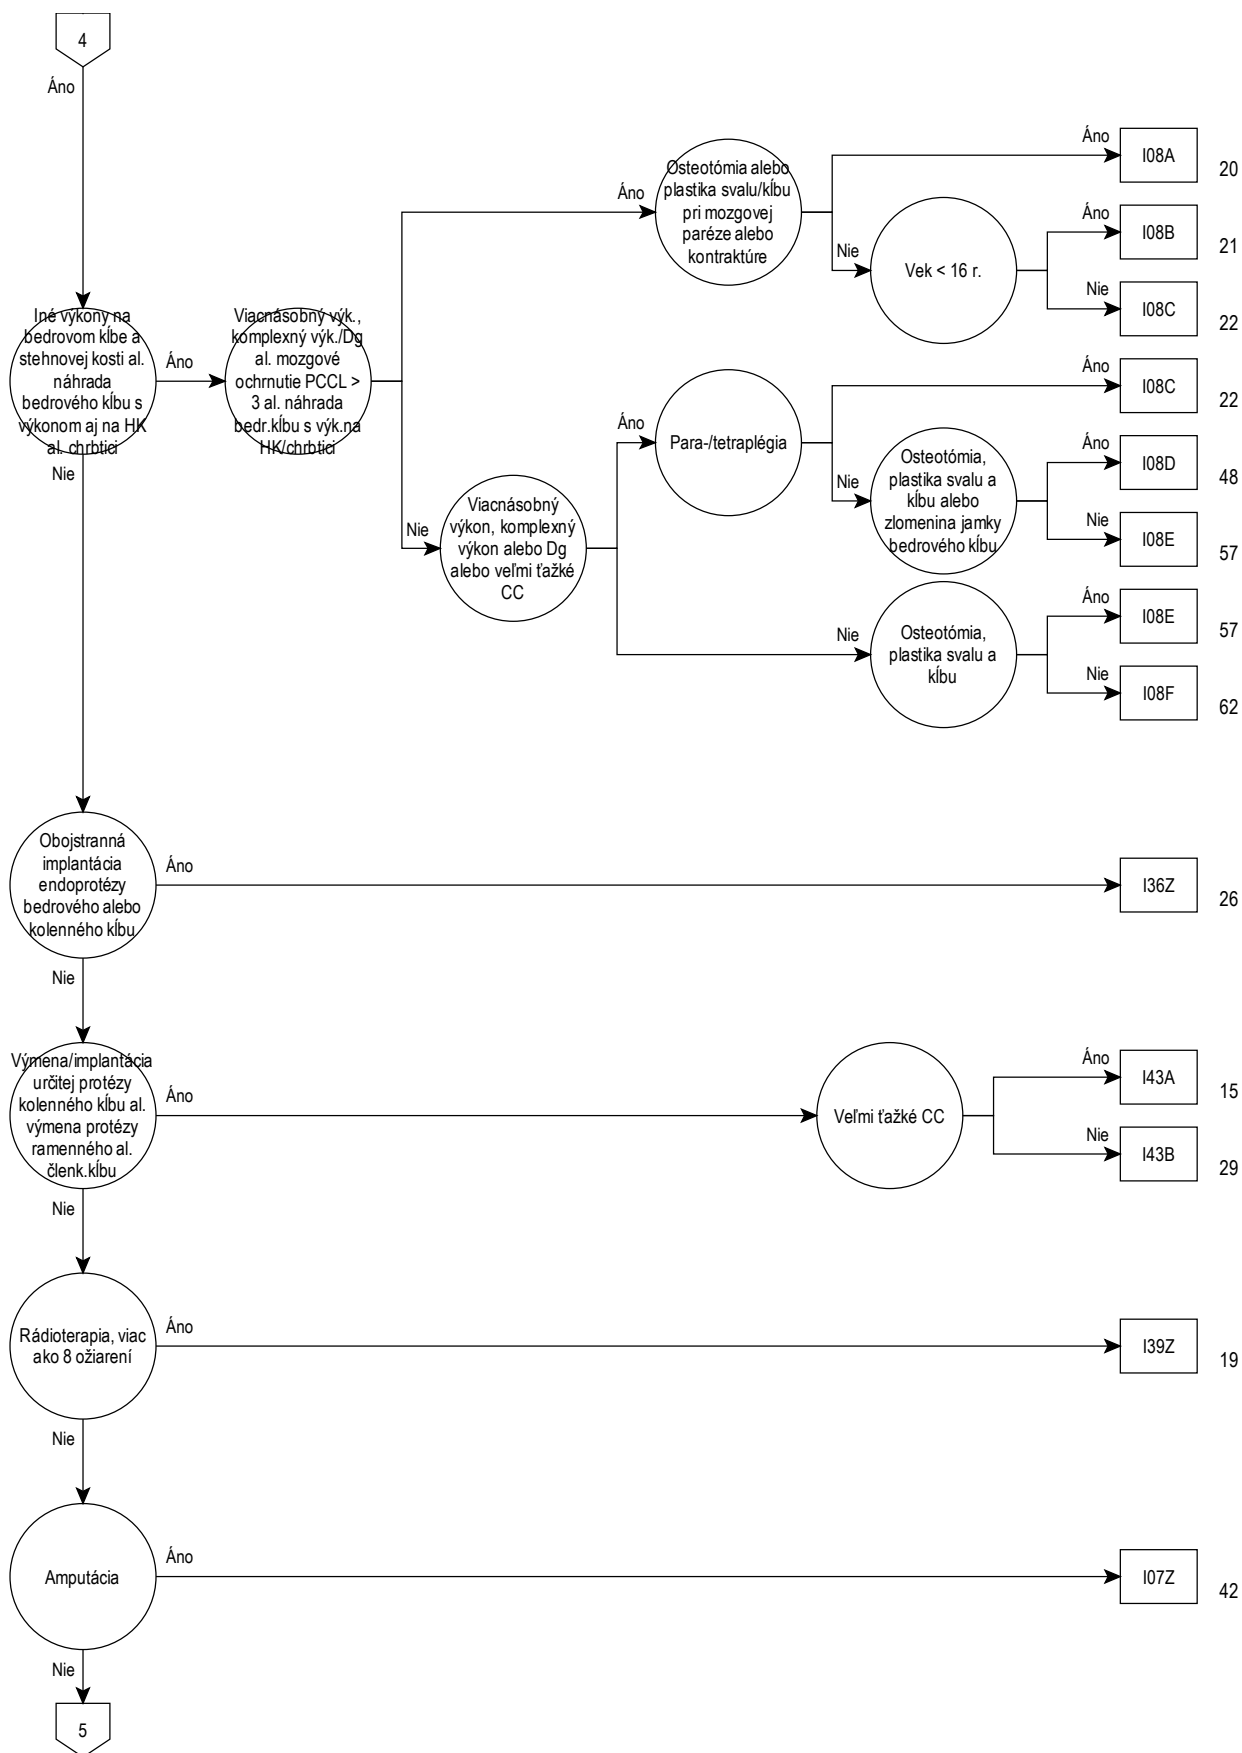 4
Áno
Iné výkony na
bedrovom kĺbe a
stehnovej kosti al.
náhrada
bedrového kĺbu s
výkonom aj na HK
al. chrbtici
Áno
Nie
Viacnásobný výk.,
komplexný výk./Dg
al. mozgové
ochrnutie PCCL >
3 al. náhrada
bedr.kĺbu s výk.na
HK/chrbtici
Áno
Osteotómia alebo
plastika svalu/kĺbu
pri mozgovej
paréze alebo
kontraktúre
Áno
I08A
20
Nie
Vek < 16 r.
Áno
I08B
21
Nie
I08C
22
Nie
Viacnásobný
výkon, komplexný
výkon alebo Dg
alebo veľmi ťažké
CC
Áno
Para-/tetraplégia
Áno
I08C
22
Nie
Osteotómia,
plastika svalu a
kĺbu alebo
zlomenina jamky
bedrového kĺbu
Áno
I08D
48
Nie
I08E
57
Nie
Osteotómia,
plastika svalu a
kĺbu
Áno
I08E
57
Nie
I08F
62
Obojstranná
implantácia
endoprotézy
bedrového alebo
kolenného kĺbu
Áno
I36Z
26
Nie
Výmena/implantácia
určitej protézy
kolenného kĺbu al.
výmena protézy
ramenného al.
členk.kĺbu
Áno
Veľmi ťažké CC
Áno
I43A
15
Nie
I43B
29
Nie
Rádioterapia, viac
ako 8 ožiarení
Áno
I39Z
19
Nie
Amputácia
Áno
I07Z
42
Nie
5